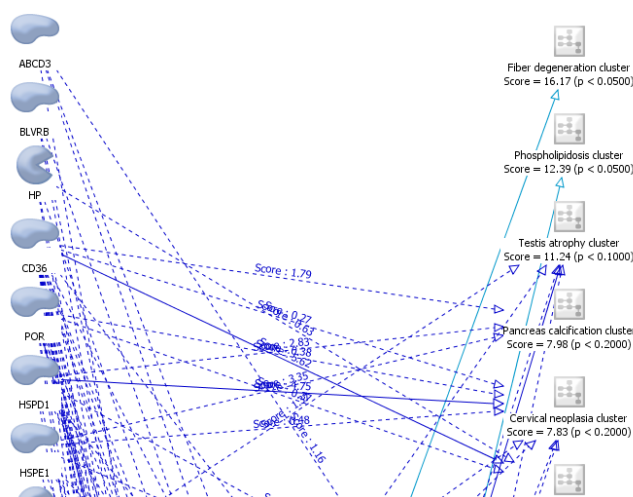 ABCD3
BLVRB
HP
CD36
POR
HSPD1
HSPE1
Fiber degeneration cluster
Score = 16.17 (p < 0.0500)
Phospholipidosis cluster
Score = 12.39 (p < 0.0500)
Testis atrophy cluster
Score = 11.24 (p < 0.1000)
Pancreas calcification cluster
Score = 7.98 (p < 0.2000)
Cervical neoplasia cluster
Score = 7.83 (p < 0.2000)
Score : 1.79